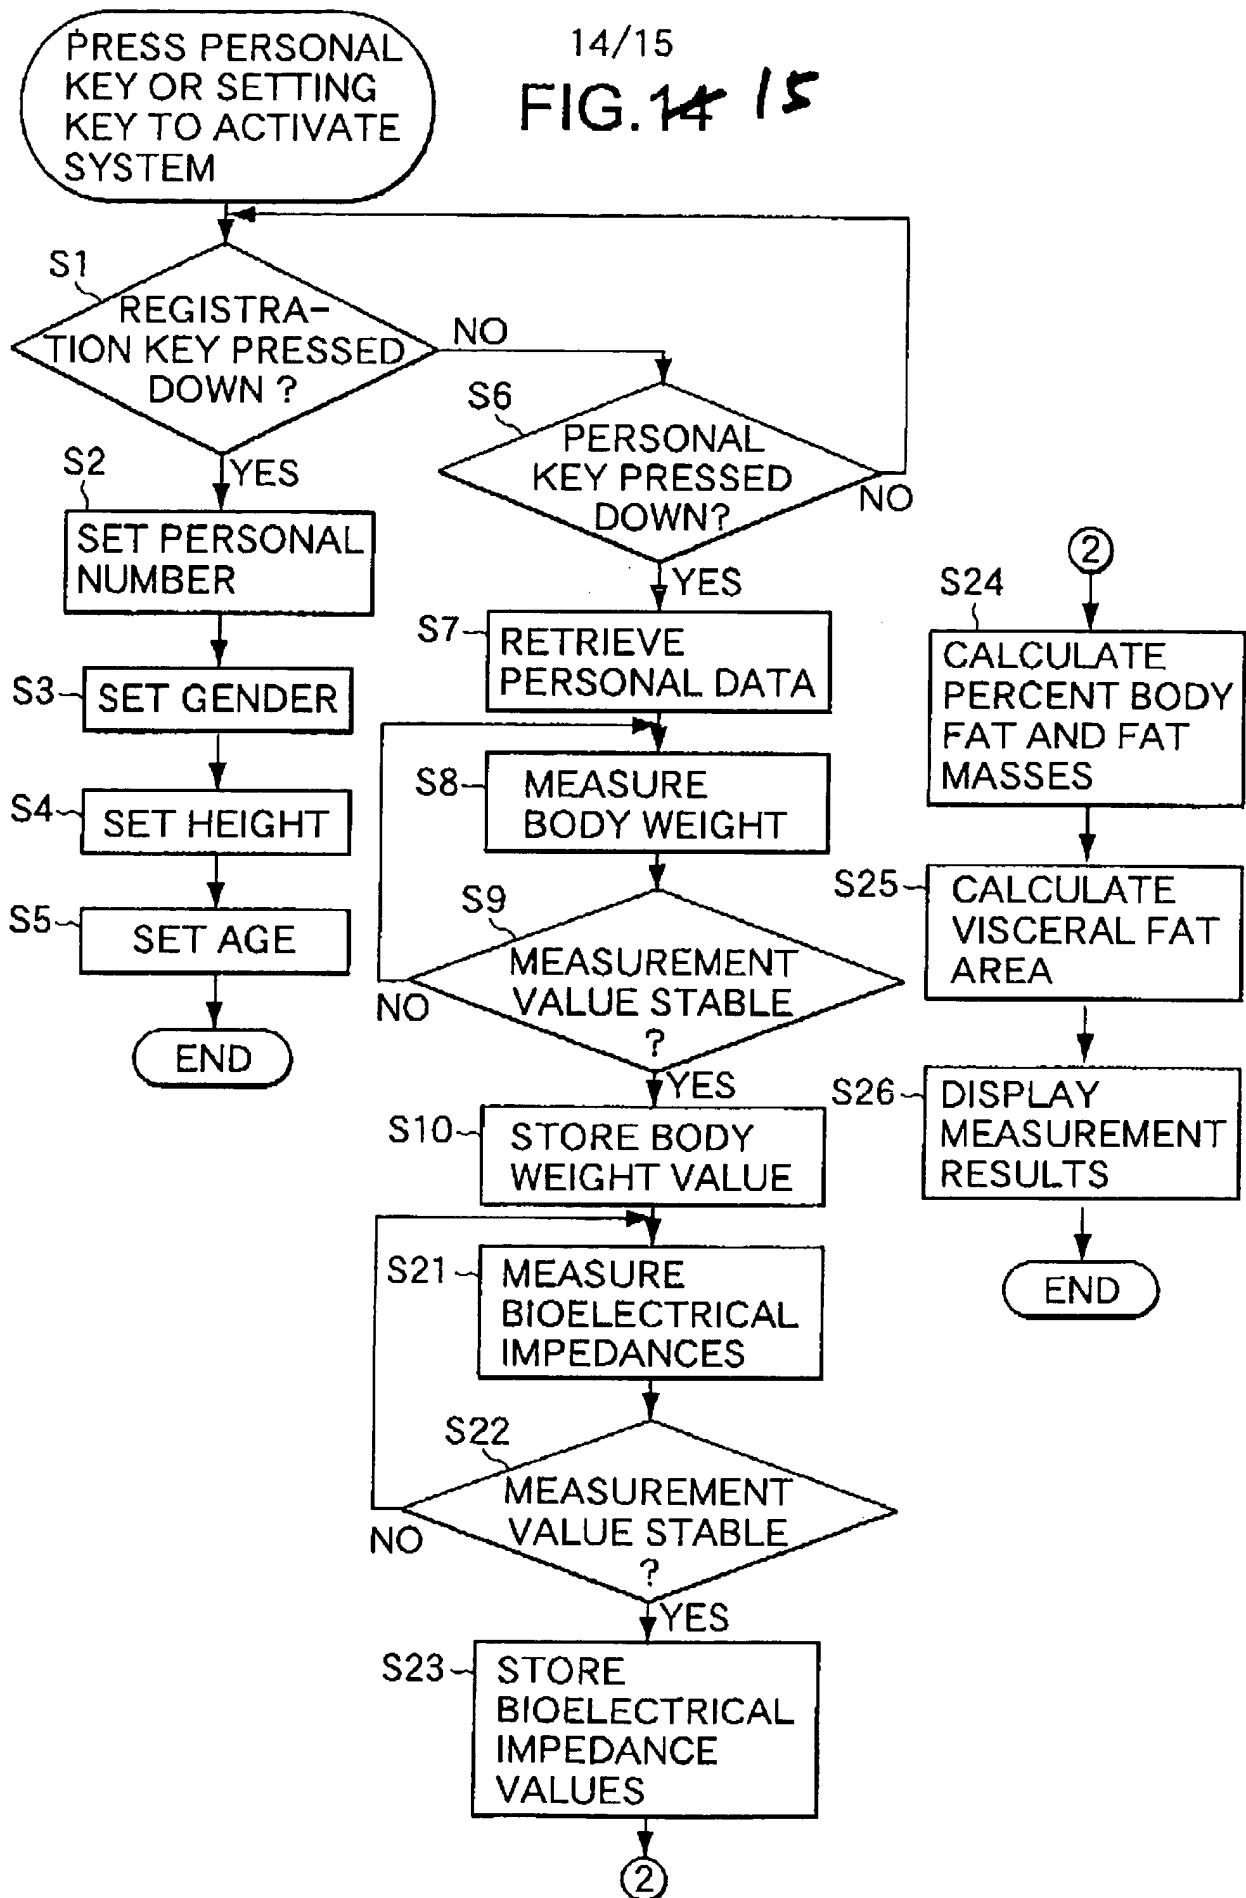 14/15
FIG.14 15
PRESS PERSONAL
KEY OR SETTING
KEY TO ACTIVATE
SYSTEM
S1
REGISTRA-
TION KEY PRESSED
DOWN ?
NO
YES
S2
SET PERSONAL
NUMBER
S3
SET GENDER
S4
SET HEIGHT
S5
SET AGE
END
S6
PERSONAL
KEY PRESSED
DOWN?
NO
YES
S7
RETRIEVE
PERSONAL DATA
S8
MEASURE
BODY WEIGHT
S9
MEASUREMENT
VALUE STABLE
?
NO
YES
S10
STORE BODY
WEIGHT VALUE
S21
MEASURE
BIOELECTRICAL
IMPEDANCES
S22
MEASUREMENT
VALUE STABLE
?
NO
YES
S23
STORE
BIOELECTRICAL
IMPEDANCE
VALUES
2
2
S24
CALCULATE
PERCENT BODY
FAT AND FAT
MASSES
S25
CALCULATE
VISCERAL FAT
AREA
S26
DISPLAY
MEASUREMENT
RESULTS
END